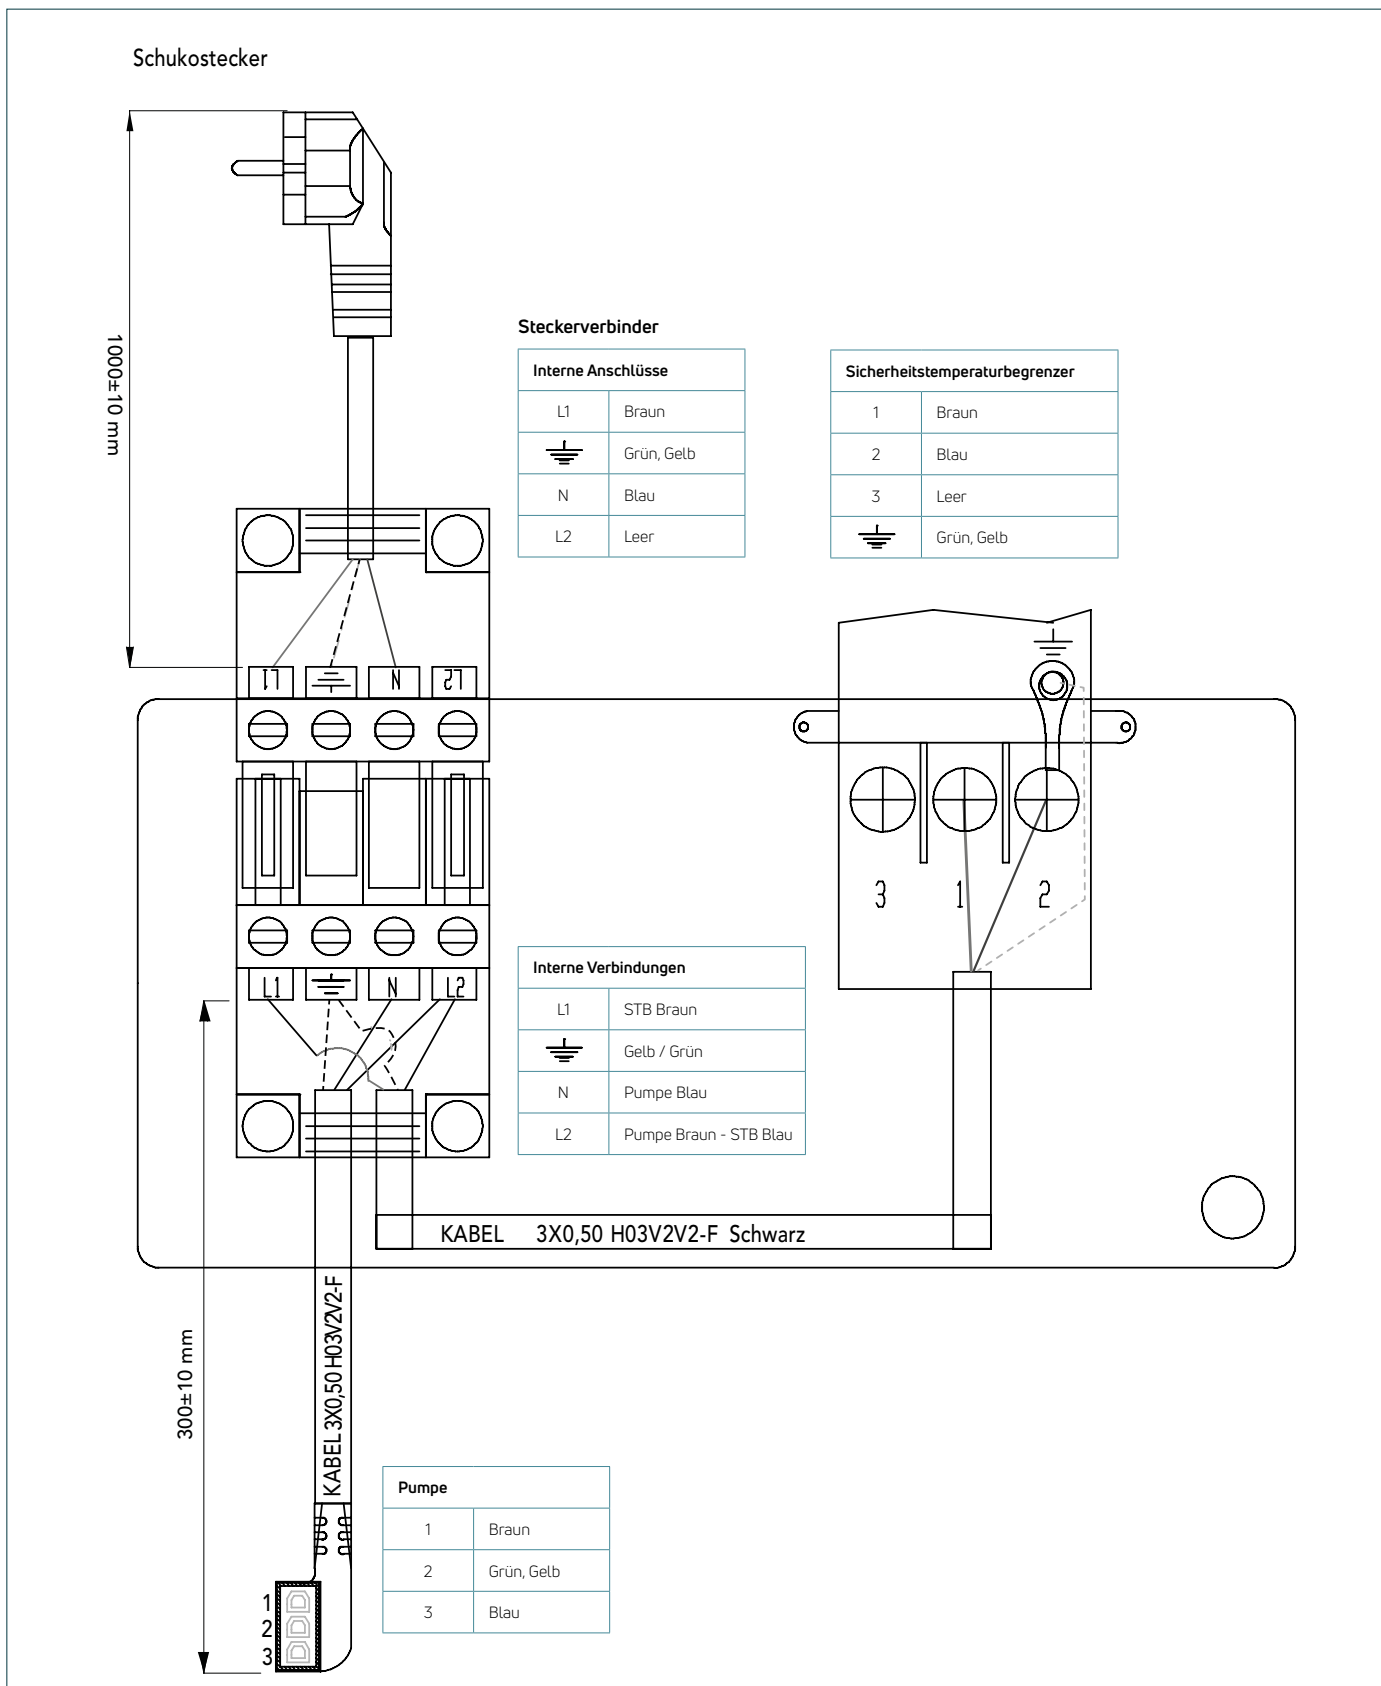 Schukostecker
1000±10 mm
Steckerverbinder
Interne Anschlüsse
L1 Braun
Grün, Gelb
N Blau
L2 Leer
Sicherheitstemperaturbegrenzer
1 Braun
2 Blau
3 Leer
Grün, Gelb
L1 N L2
3 1 2
L1 N L2
Interne Verbindungen
L1 STB Braun
Gelb / Grün
N Pumpe Blau
L2 Pumpe Braun - STB Blau
KABEL 3X0,50 H03V2V2-F Schwarz
KABEL 3X0,50 H03V2V2-F
300±10 mm
Pumpe
1 Braun
2 Grün, Gelb
3 Blau
1
2
3